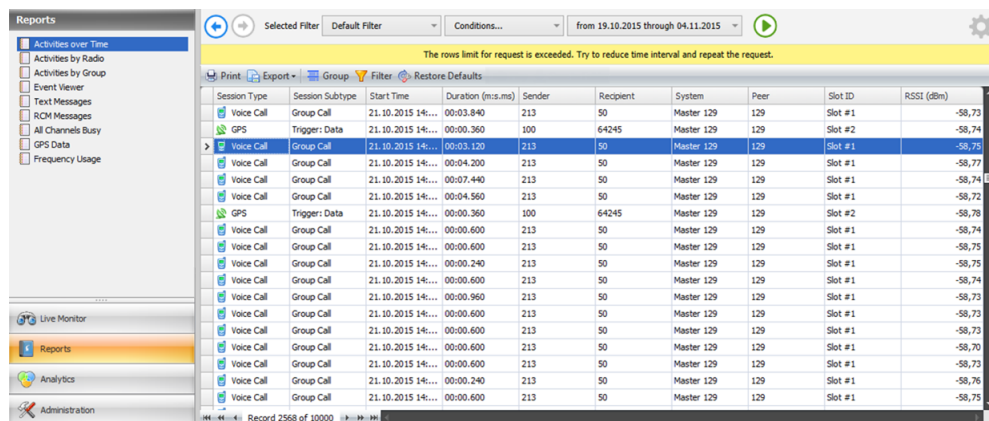 Reports
Activities over Time
Activities by Radio
Activities by Group
Event Viewer
Text Messages
RCM Messages
All Channels Busy
GPS Data
Frequency Usage
Live Monitor
Reports
Analytics
Administration
Selected Filter Default Filter Conditions... from 19.10.2015 through 04.11.2015
The rows limit for request is exceeded. Try to reduce time interval and repeat the request.
Print Export Group Filter Restore Defaults
Session Type Session Subtype Start Time Duration (m:s.ms) Sender Recipient System Peer Slot ID RSSI (dBm)
Voice Call Group Call 21.10.2015 14:... 00:03.840 213 50 Master 129 129 Slot #1 -58,73
GPS Trigger: Data 21.10.2015 14:... 00:00.360 100 64245 Master 129 129 Slot #2 -58,74
Voice Call Group Call 21.10.2015 14:... 00:03.120 213 50 Master 129 129 Slot #1 -58,75
Voice Call Group Call 21.10.2015 14:... 00:04.200 213 50 Master 129 129 Slot #1 -58,77
Voice Call Group Call 21.10.2015 14:... 00:07.440 213 50 Master 129 129 Slot #1 -58,74
Voice Call Group Call 21.10.2015 14:... 00:04.560 213 50 Master 129 129 Slot #1 -58,72
GPS Trigger: Data 21.10.2015 14:... 00:00.360 100 64245 Master 129 129 Slot #2 -58,78
Voice Call Group Call 21.10.2015 14:... 00:00.600 213 50 Master 129 129 Slot #1 -58,74
Voice Call Group Call 21.10.2015 14:... 00:00.600 213 50 Master 129 129 Slot #1 -58,75
Voice Call Group Call 21.10.2015 14:... 00:00.240 213 50 Master 129 129 Slot #1 -58,75
Voice Call Group Call 21.10.2015 14:... 00:00.600 213 50 Master 129 129 Slot #1 -58,74
Voice Call Group Call 21.10.2015 14:... 00:00.960 213 50 Master 129 129 Slot #1 -58,73
Voice Call Group Call 21.10.2015 14:... 00:00.600 213 50 Master 129 129 Slot #1 -58,73
Voice Call Group Call 21.10.2015 14:... 00:00.600 213 50 Master 129 129 Slot #1 -58,73
Voice Call Group Call 21.10.2015 14:... 00:00.600 213 50 Master 129 129 Slot #1 -58,70
Voice Call Group Call 21.10.2015 14:... 00:00.600 213 50 Master 129 129 Slot #1 -58,73
Voice Call Group Call 21.10.2015 14:... 00:00.240 213 50 Master 129 129 Slot #1 -58,76
Voice Call Group Call 21.10.2015 14:... 00:00.600 213 50 Master 129 129 Slot #1 -58,75
Record 2568 of 10000